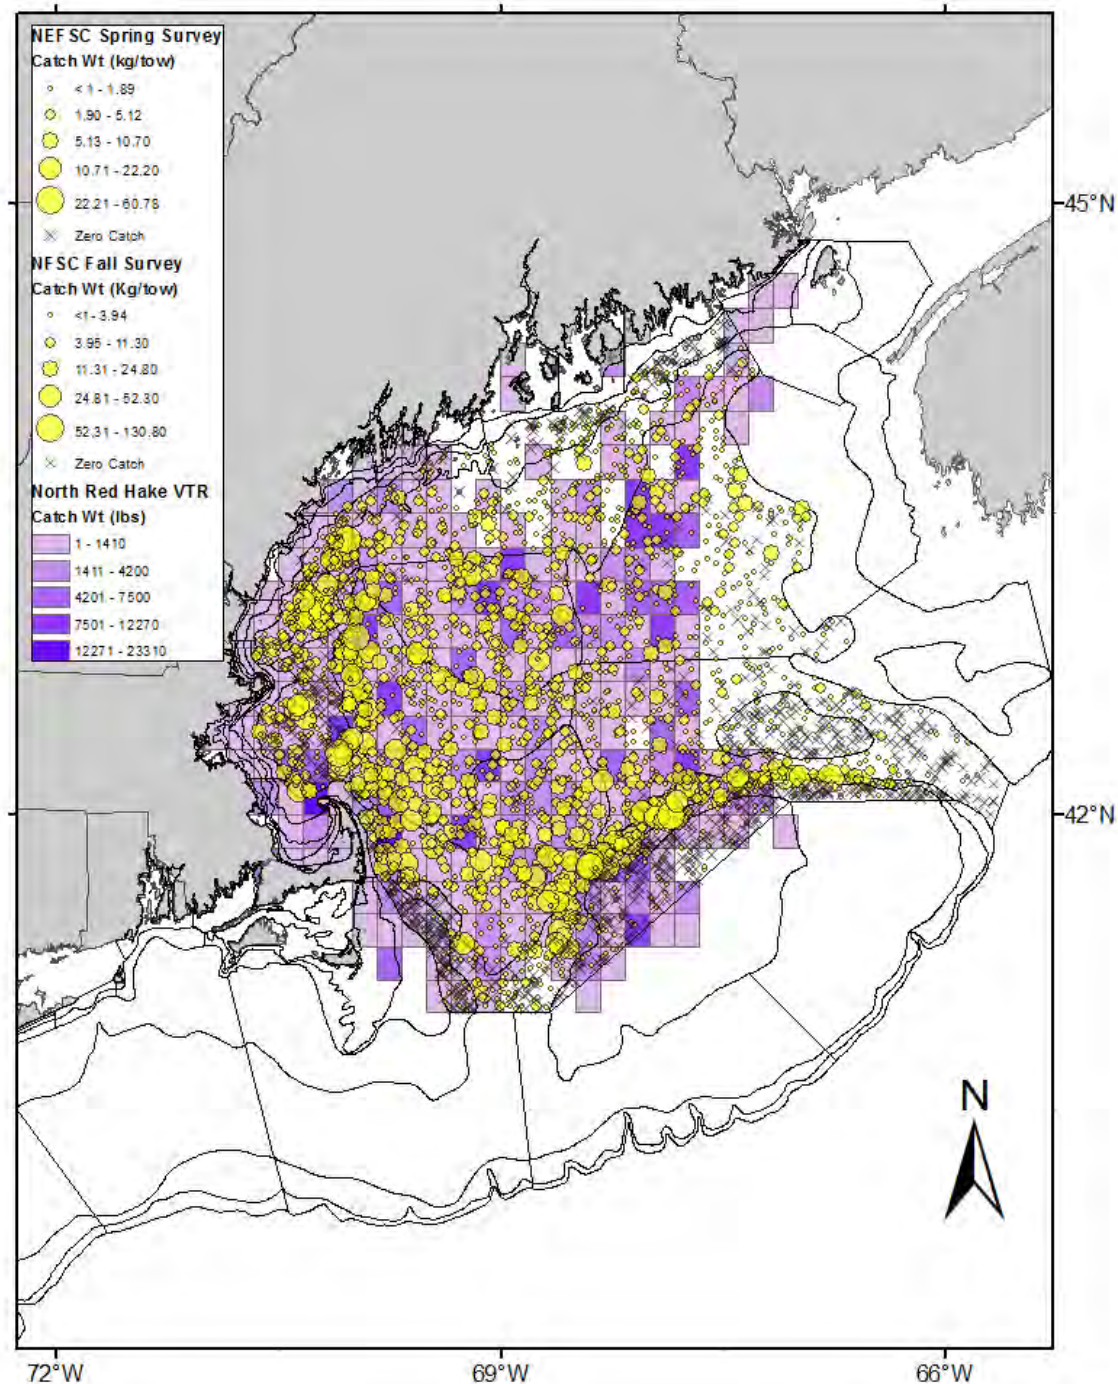 NEFSC Spring Survey
Catch Wt (kg/tow)
< 1 - 1.89
1.90 - 5.12
5.13 - 10.70
10.71 - 22.20
22.21 - 60.78
Zero Catch
NFSC Fall Survey
Catch Wt (Kg/tow)
<1 - 3.94
3.95 - 11.30
11.31 - 24.80
24.81 - 52.30
52.31 - 130.80
Zero Catch
North Red Hake VTR
Catch Wt (lbs)
1 - 1410
1411 - 4200
4201 - 7500
7501 - 12270
12271 - 23310
45°N
42°N
N
72°W
69°W
66°W